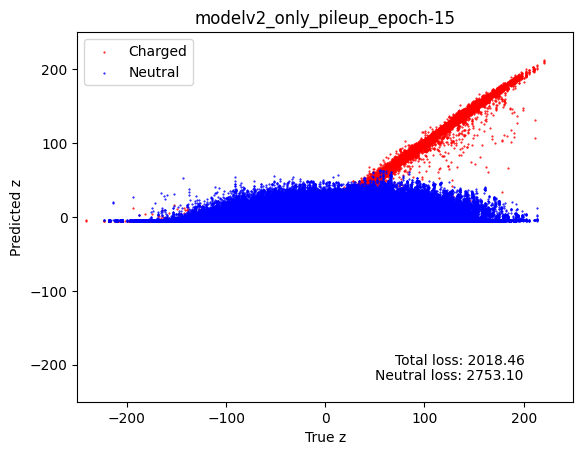 modelv2_only_pileup_epoch-15
Charged
Neutral
200
100
0
−100
−200
Predicted z
Total loss: 2018.46
Neutral loss: 2753.10
−200
−100
0
100
200
True z